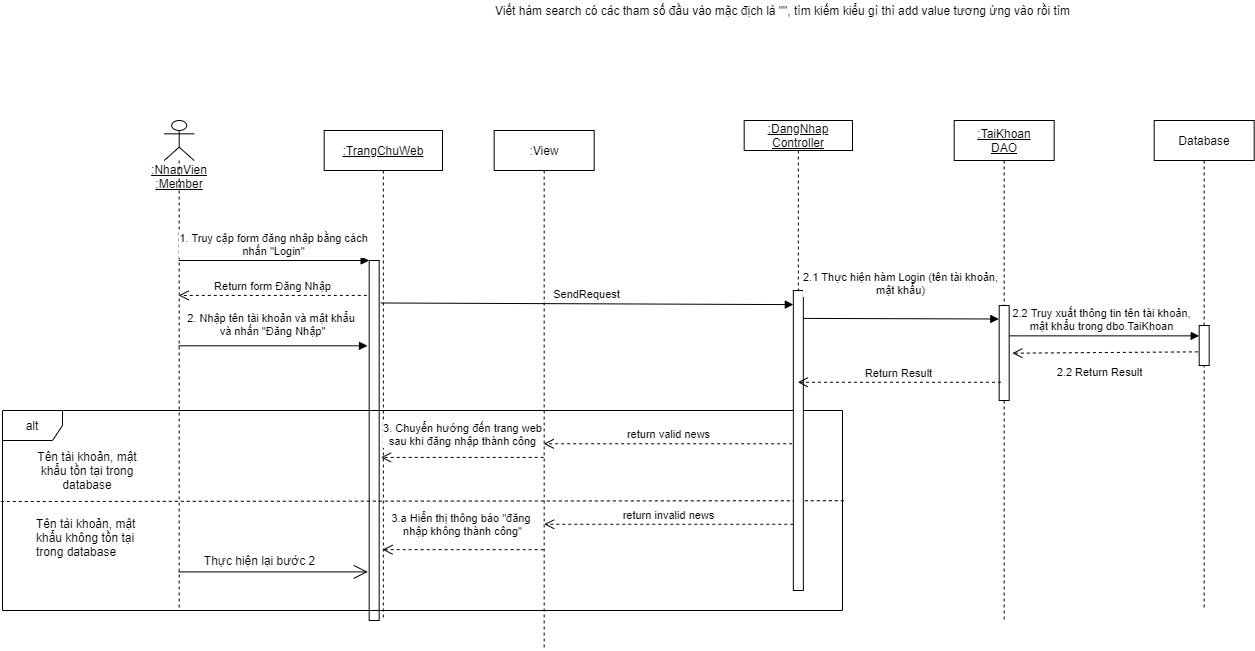 Viết hàm search có các tham số đầu vào mặc địch là "", tìm kiếm kiểu gì thì add value tương ứng vào rồi tìm
:NhanVien
:Member
:TrangChuWeb
:View
:DangNhap
Controller
:TaiKhoan
DAO
Database
1. Truy cập form đăng nhập bằng cách
nhấn "Login"
Return form Đăng Nhập
2. Nhập tên tài khoản và mật khẩu
và nhấn "Đăng Nhập"
SendRequest
2.1 Thực hiện hàm Login (tên tài khoản,
mật khẩu)
2.2 Truy xuất thông tin tên tài khoản,
mật khẩu trong dbo.TaiKhoan
2.2 Return Result
Return Result
alt
Tên tài khoản, mật
khẩu tồn tại trong
database
3. Chuyển hướng đến trang web
sau khi đăng nhập thành công
return valid news
Tên tài khoản, mật
khẩu không tồn tại
trong database
3.a Hiển thị thông báo "đăng
nhập không thành công"
return invalid news
Thực hiện lại bước 2